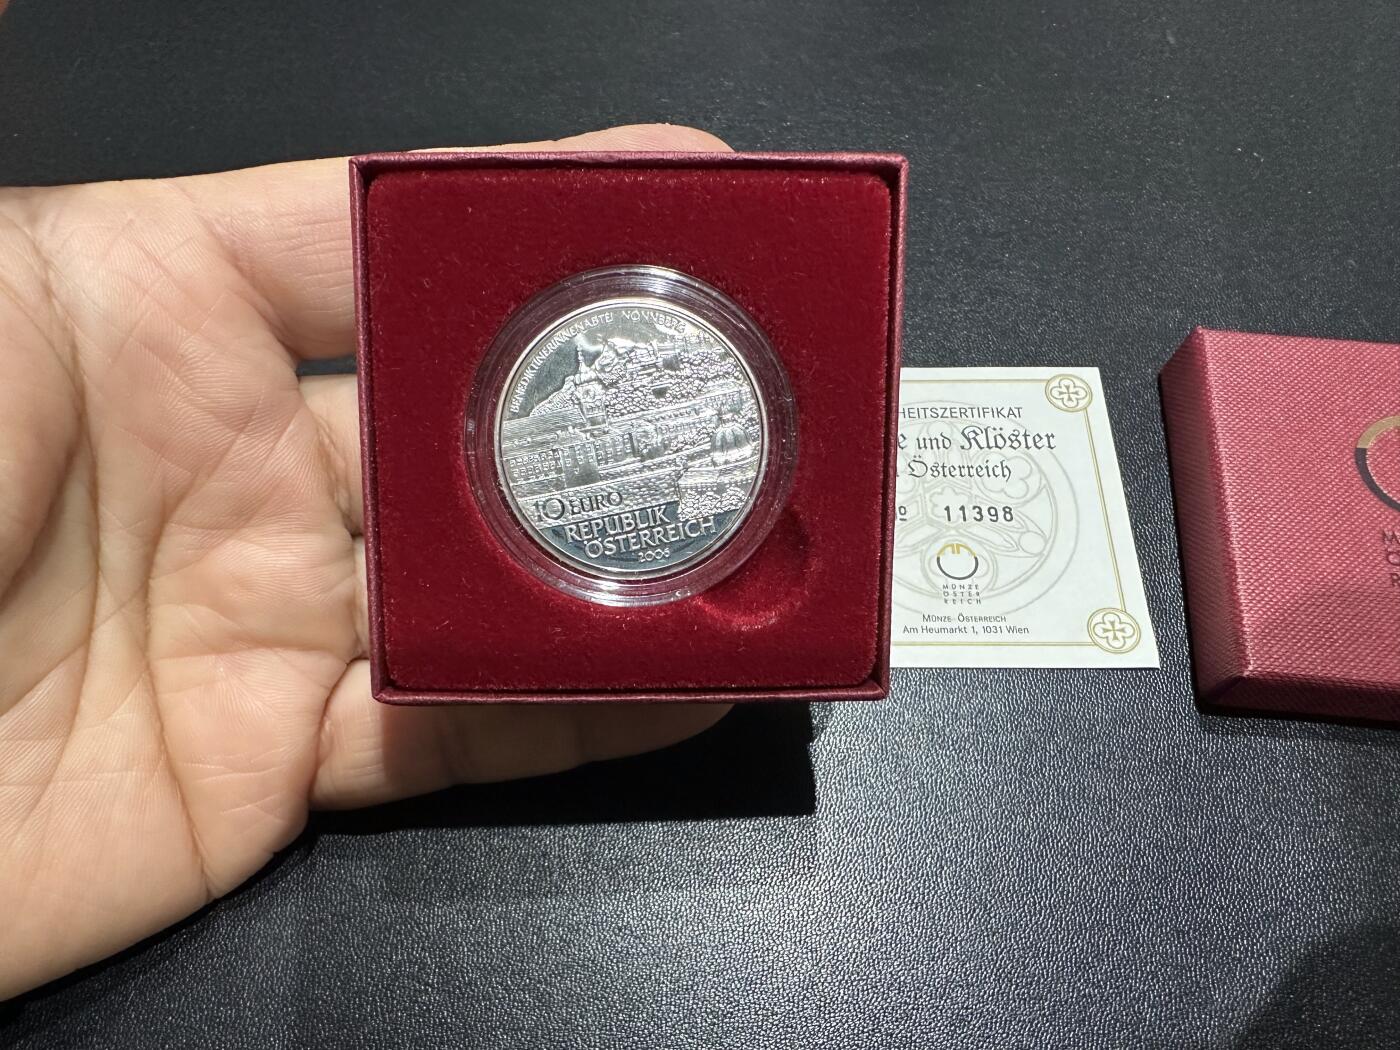 BENEDIKTINERINNENABTEI NONNBERG
10 EURO
REPUBLIK
ÖSTERREICH
2006
HEITSZERTIFIKAT
e und Klöster
Österreich
º 11398
MÜNZE
ÖSTER
REICH
MÜNZE ÖSTERREICH
Am Heumarkt 1, 1031 Wien